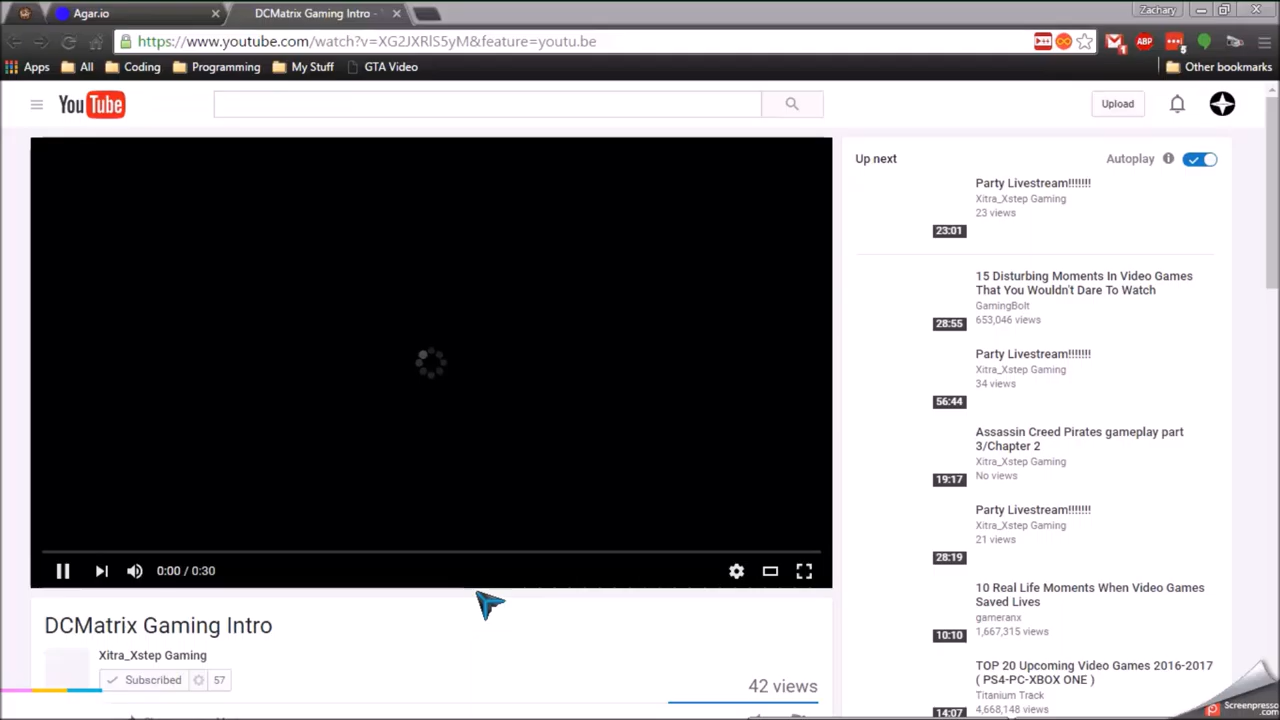 Agar.io
DCMatrix Gaming Intro -
Zachary
https://www.youtube.com/watch?v=XG2JXRlS5yM&feature=youtu.be
ABP
1
5
Apps
All
Coding
Programming
My Stuff
GTA Video
Other bookmarks
YouTube
Upload
Up next
Autoplay
Party Livestream!!!!!!!
Xitra_Xstep Gaming
23 views
23:01
15 Disturbing Moments In Video Games
That You Wouldn't Dare To Watch
GamingBolt
653,046 views
28:55
Party Livestream!!!!!!!
Xitra_Xstep Gaming
34 views
56:44
Assassin Creed Pirates gameplay part
3/Chapter 2
Xitra_Xstep Gaming
No views
19:17
Party Livestream!!!!!!!
Xitra_Xstep Gaming
21 views
28:19
10 Real Life Moments When Video Games
Saved Lives
gameranx
1,667,315 views
10:10
TOP 20 Upcoming Video Games 2016-2017
( PS4-PC-XBOX ONE )
Titanium Track
4,668,148 views
14:07
0:00 / 0:30
DCMatrix Gaming Intro
Xitra_Xstep Gaming
Subscribed
57
42 views
Screenpresso
.com